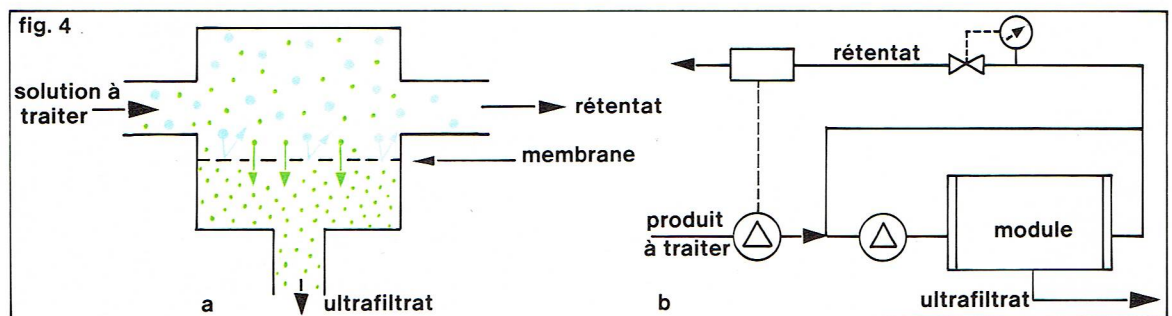 fig. 4
solution à
traiter
rétentat
membrane
ultrafiltrat
a
rétentat
produit
à traiter
module
ultrafiltrat
b